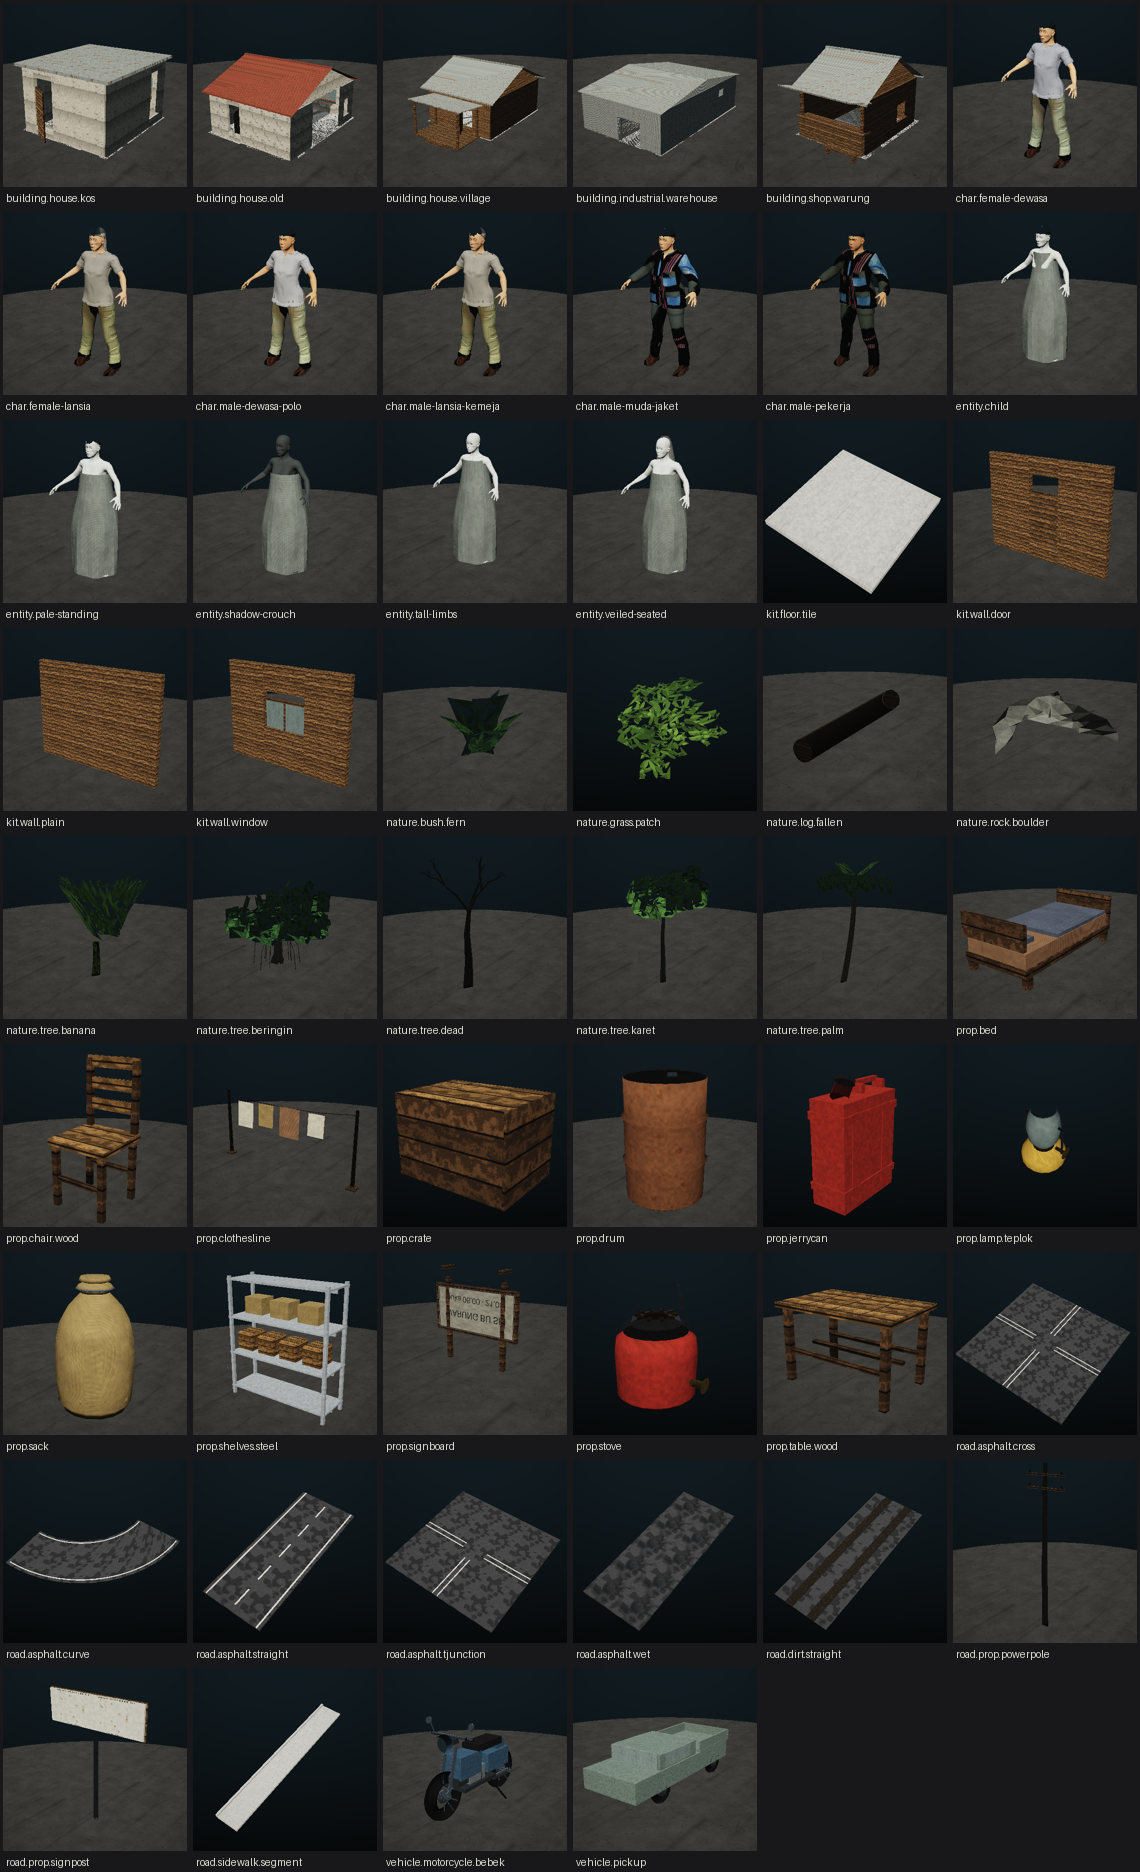 building.house.kos
building.house.old
building.house.village
building.industrial.warehouse
building.shop.warung
char.female-dewasa
char.female-lansia
char.male-dewasa-polo
char.male-lansia-kemeja
char.male-muda-jaket
char.male-pekerja
entity.child
entity.pale-standing
entity.shadow-crouch
entity.tall-limbs
entity.veiled-seated
kit.floor.tile
kit.wall.door
kit.wall.plain
kit.wall.window
nature.bush.fern
nature.grass.patch
nature.log.fallen
nature.rock.boulder
nature.tree.banana
nature.tree.beringin
nature.tree.dead
nature.tree.karet
nature.tree.palm
prop.bed
prop.chair.wood
prop.clothesline
prop.crate
prop.drum
prop.jerrycan
prop.lamp.teplok
WARUNG BU
prop.sack
prop.shelves.steel
prop.signboard
prop.stove
prop.table.wood
road.asphalt.cross
road.asphalt.curve
road.asphalt.straight
road.asphalt.tjunction
road.asphalt.wet
road.dirt.straight
road.prop.powerpole
road.prop.signpost
road.sidewalk.segment
vehicle.motorcycle.bebek
vehicle.pickup